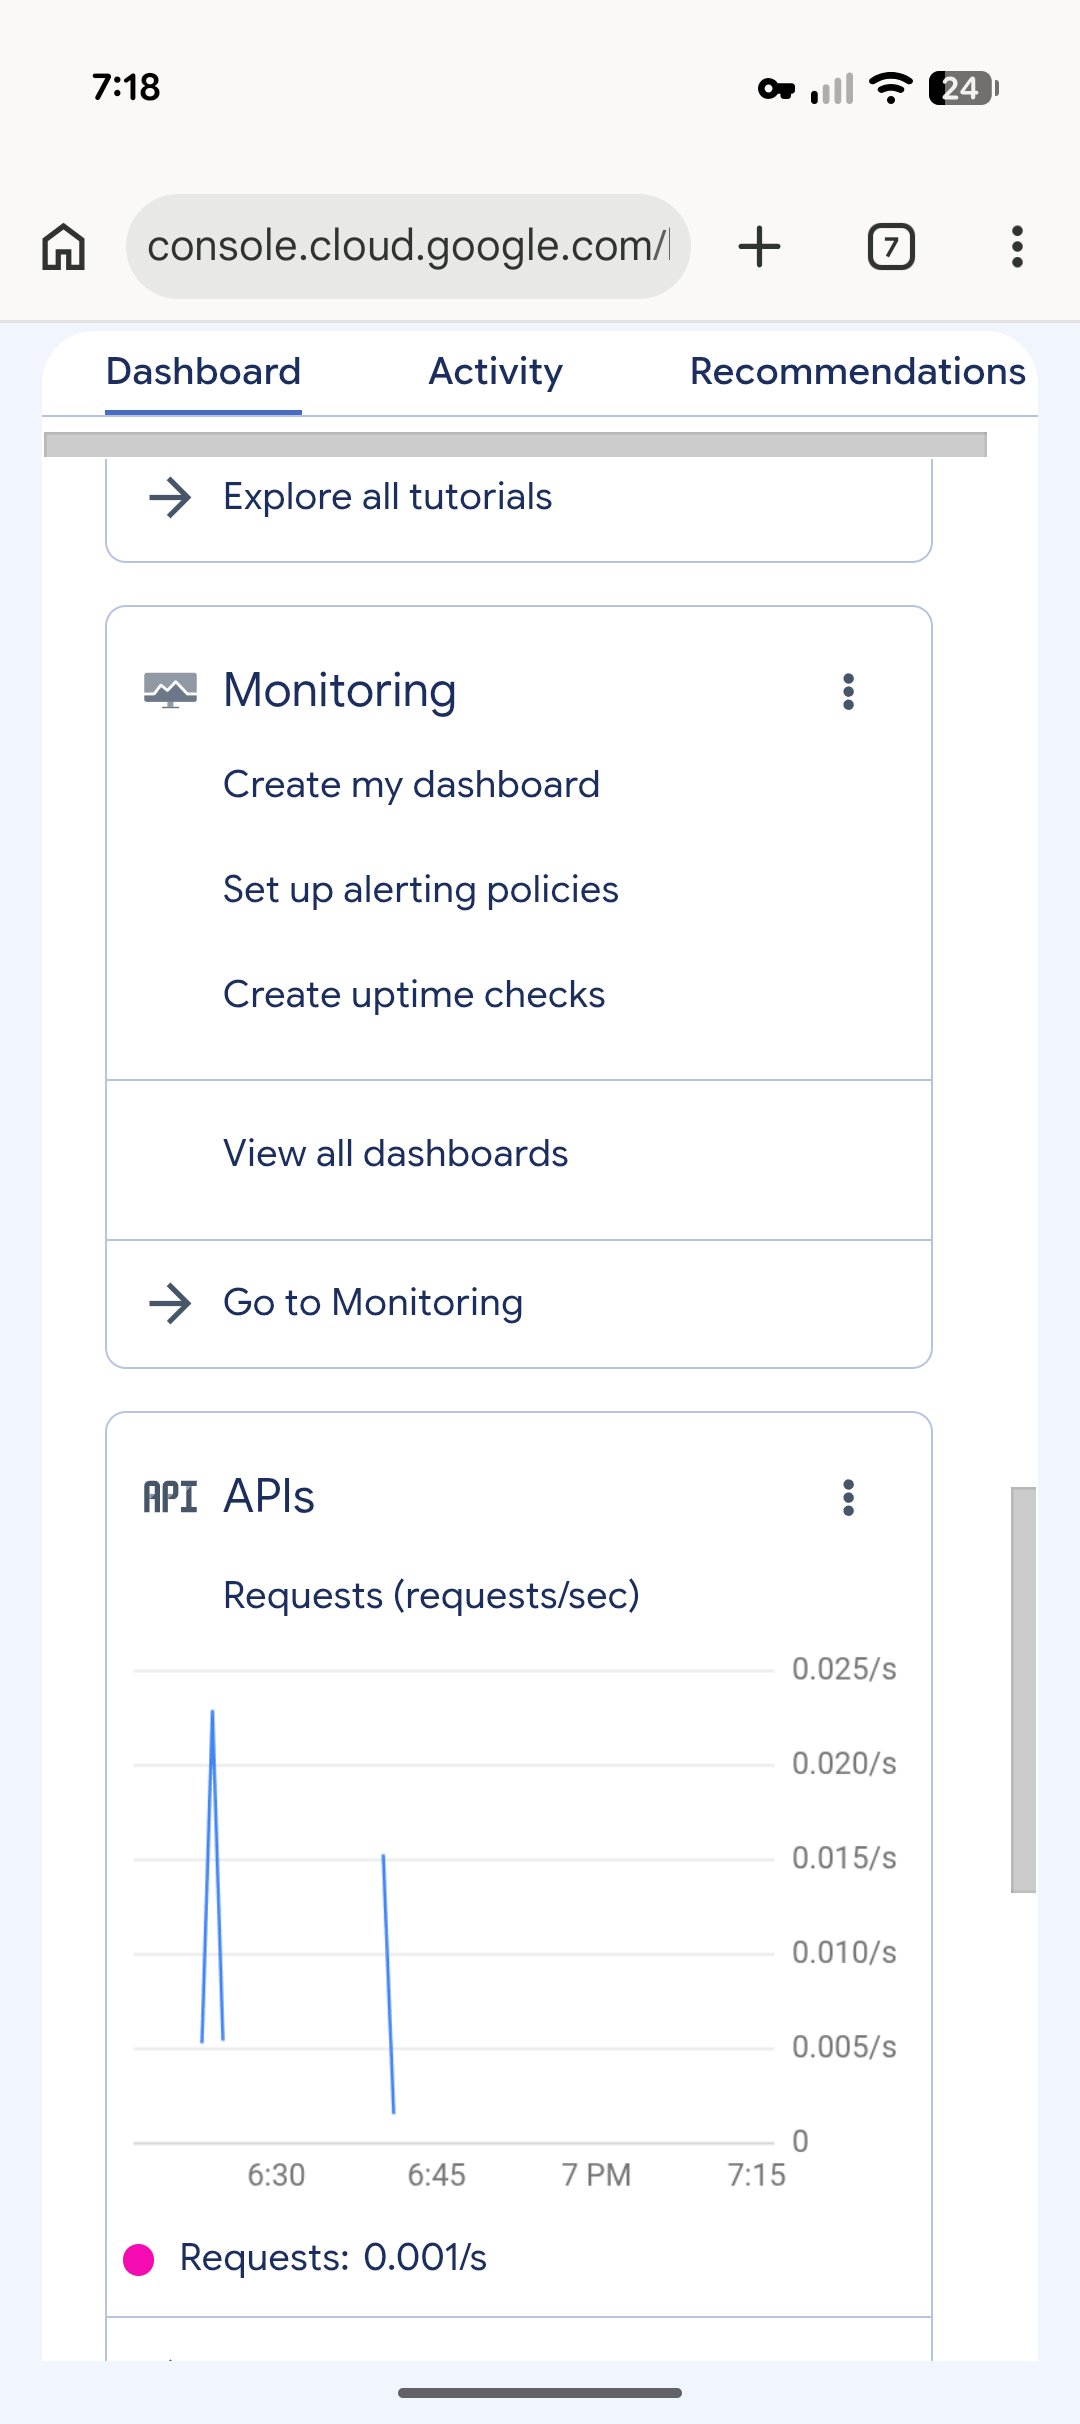 7:18
24
console.cloud.google.com/
7
Dashboard
Activity
Recommendations
Explore all tutorials
Monitoring
Create my dashboard
Set up alerting policies
Create uptime checks
View all dashboards
Go to Monitoring
API APIs
Requests (requests/sec)
0.025/s
0.020/s
0.015/s
0.010/s
0.005/s
0
6:30
6:45
7 PM
7:15
Requests: 0.001/s